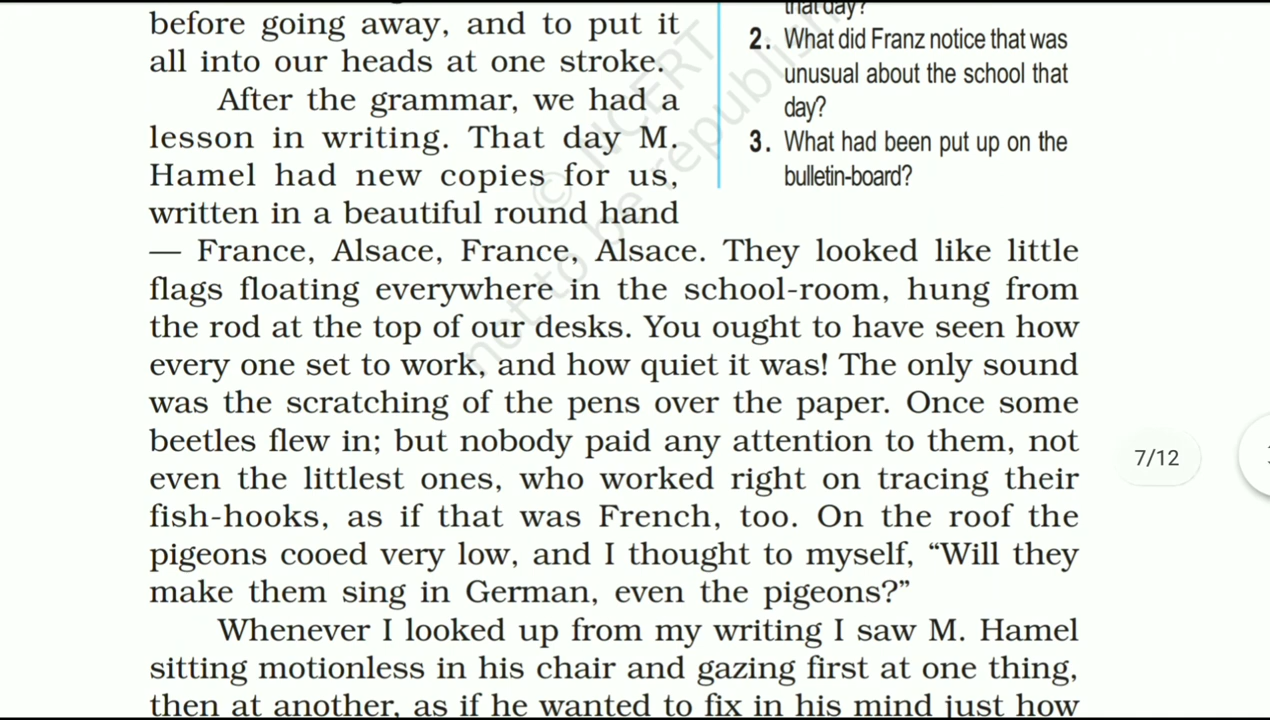 before going away, and to put it
all into our heads at one stroke.
After the grammar, we had a
lesson in writing. That day M.
Hamel had new copies for us,
written in a beautiful round hand
— France, Alsace, France, Alsace. They looked like little
flags floating everywhere in the school-room, hung from
the rod at the top of our desks. You ought to have seen how
every one set to work, and how quiet it was! The only sound
was the scratching of the pens over the paper. Once some
beetles flew in; but nobody paid any attention to them, not
even the littlest ones, who worked right on tracing their
fish-hooks, as if that was French, too. On the roof the
pigeons cooed very low, and I thought to myself, “Will they
make them sing in German, even the pigeons?”
Whenever I looked up from my writing I saw M. Hamel
sitting motionless in his chair and gazing first at one thing,
then at another, as if he wanted to fix in his mind just how
that day?
2. What did Franz notice that was
unusual about the school that
day?
3. What had been put up on the
bulletin-board?
© NCERT
not to be republish
7/12